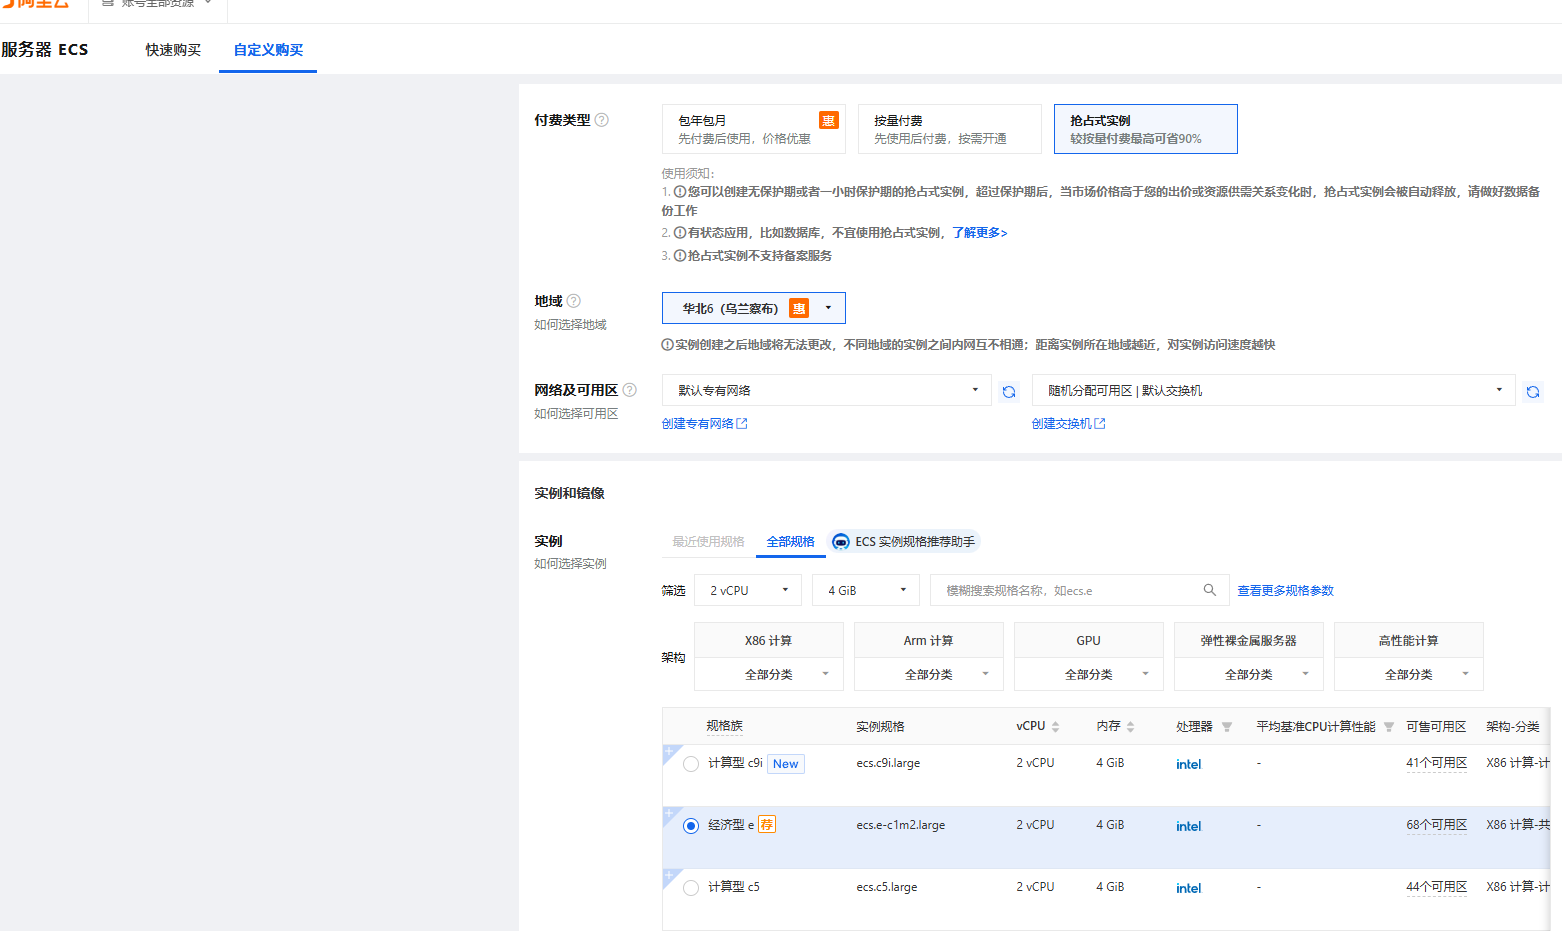 阿里云
账号全部资源
服务器 ECS
快速购买
自定义购买
付费类型
包年包月
惠
先付费后使用，价格优惠
按量付费
先使用后付费，按需开通
抢占式实例
较按量付费最高可省90%
使用须知：
1. 您可以创建无保护期或者一小时保护期的抢占式实例，超过保护期后，当市场价格高于您的出价或资源供需关系变化时，抢占式实例会被自动释放，请做好数据备
份工作
2. 有状态应用，比如数据库，不宜使用抢占式实例，了解更多>
3. 抢占式实例不支持备案服务
地域
如何选择地域
华北6（乌兰察布） 惠
实例创建之后地域将无法更改，不同地域的实例之间内网互不相通；距离实例所在地域越近，对实例访问速度越快
网络及可用区
如何选择可用区
默认专有网络
随机分配可用区 | 默认交换机
创建专有网络
创建交换机
实例和镜像
实例
如何选择实例
最近使用规格
全部规格
ECS 实例规格推荐助手
筛选
2 vCPU
4 GiB
模糊搜索规格名称，如ecs.e
查看更多规格参数
架构
X86 计算
Arm 计算
GPU
弹性裸金属服务器
高性能计算
全部分类
全部分类
全部分类
全部分类
全部分类
规格族 实例规格 vCPU 内存 处理器 平均基准CPU计算性能 可售可用区 架构-分类
计算型 c9i New ecs.c9i.large 2 vCPU 4 GiB intel - 41个可用区 X86 计算-计
经济型 e 荐 ecs.e-c1m2.large 2 vCPU 4 GiB intel - 68个可用区 X86 计算-共
计算型 c5 ecs.c5.large 2 vCPU 4 GiB intel - 44个可用区 X86 计算-计